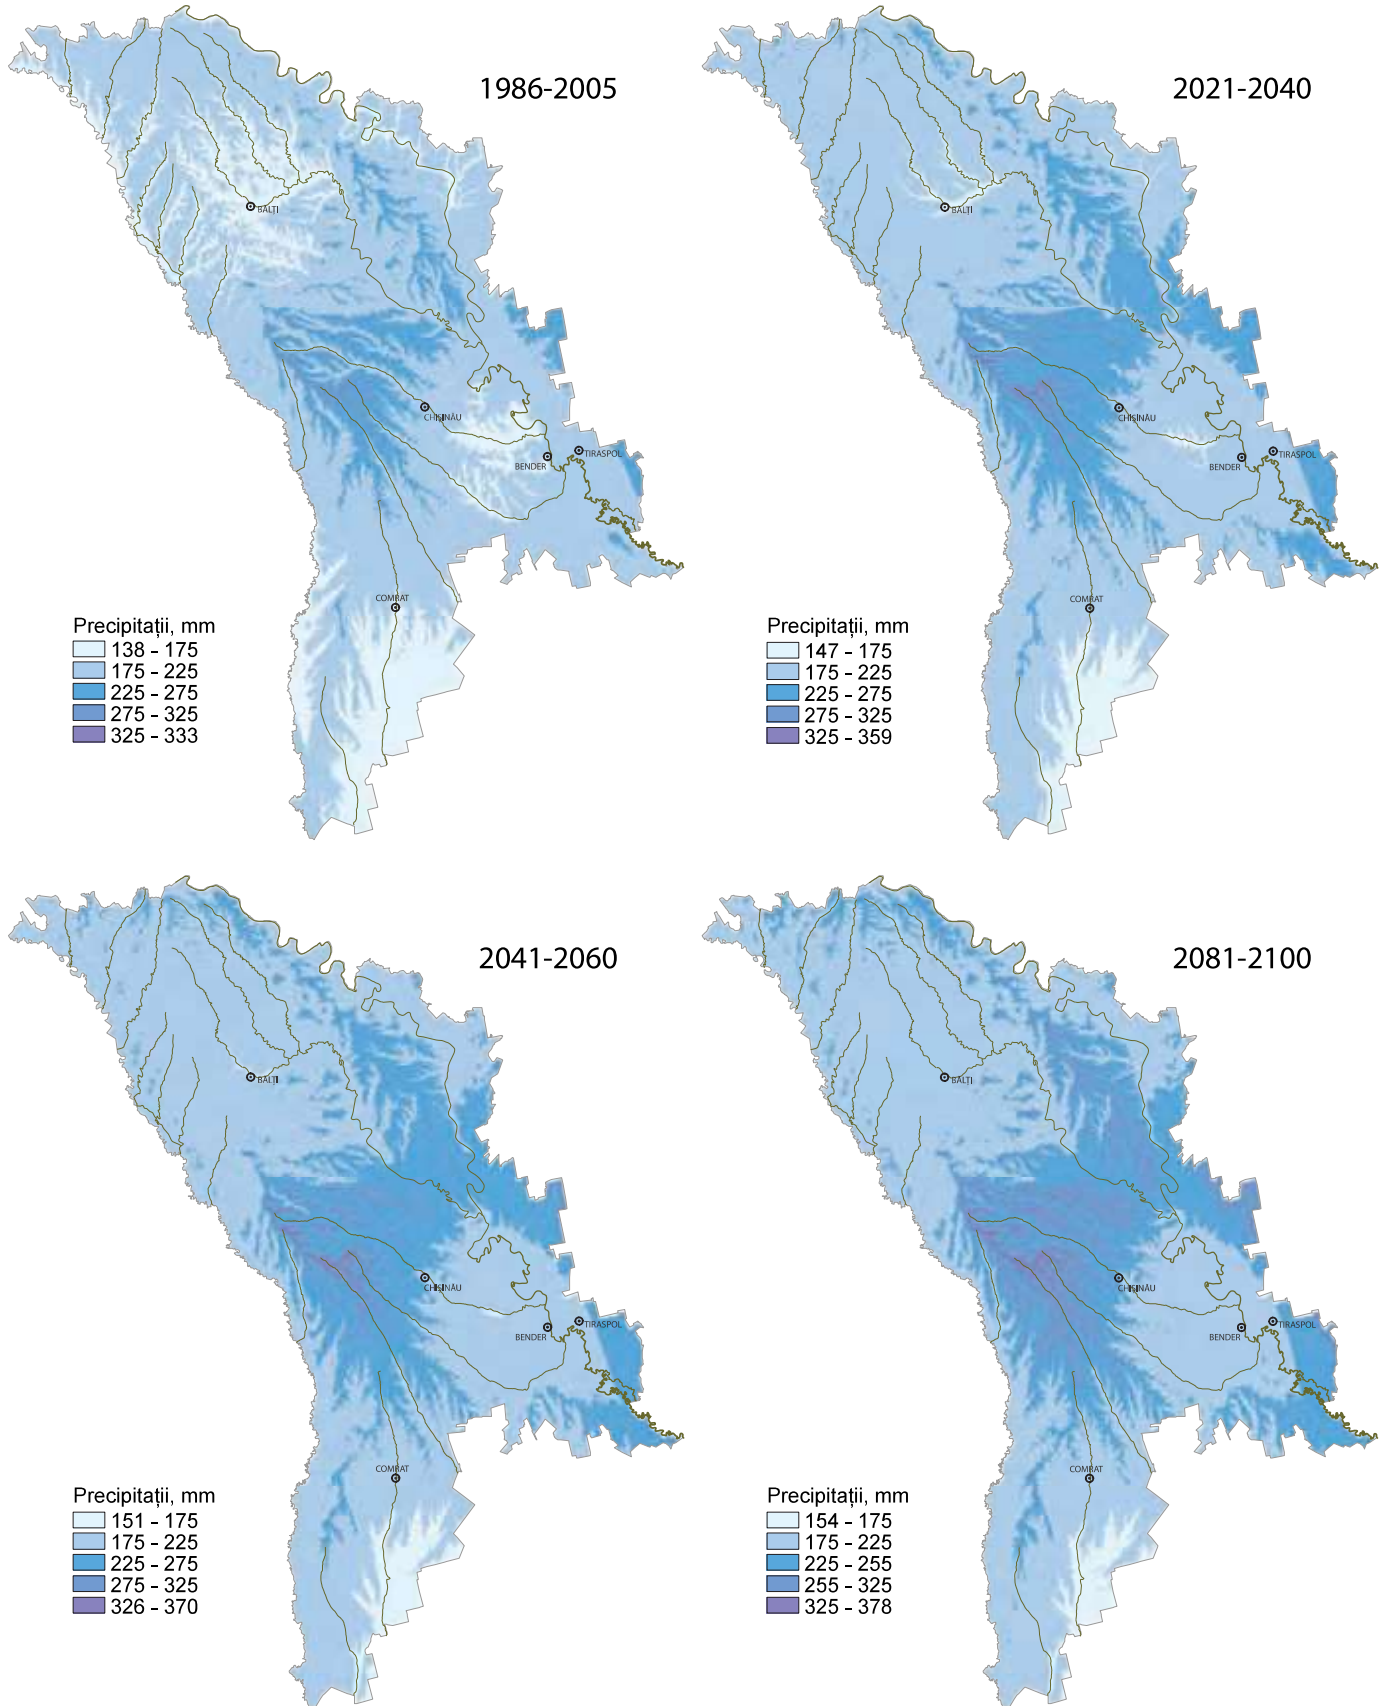 1986-2005
BĂLȚI
CHIȘINĂU
BENDER
TIRASPOL
COMRAT
Precipitații, mm
138 - 175
175 - 225
225 - 275
275 - 325
325 - 333
2021-2040
BĂLȚI
CHIȘINĂU
BENDER
TIRASPOL
COMRAT
Precipitații, mm
147 - 175
175 - 225
225 - 275
275 - 325
325 - 359
2041-2060
BĂLȚI
CHIȘINĂU
BENDER
TIRASPOL
COMRAT
Precipitații, mm
151 - 175
175 - 225
225 - 275
275 - 325
326 - 370
2081-2100
BĂLȚI
CHIȘINĂU
BENDER
TIRASPOL
COMRAT
Precipitații, mm
154 - 175
175 - 225
225 - 255
255 - 325
325 - 378